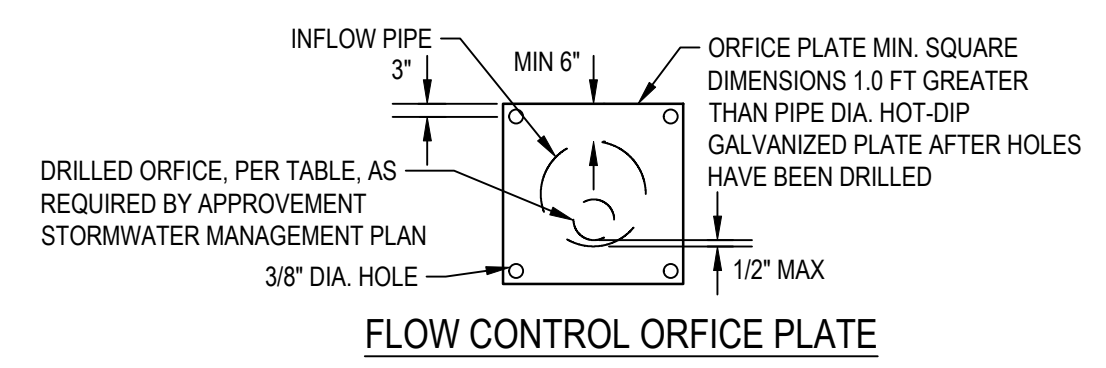 INFLOW PIPE
3"
MIN 6"
ORFICE PLATE MIN. SQUARE
DIMENSIONS 1.0 FT GREATER
THAN PIPE DIA. HOT-DIP
GALVANIZED PLATE AFTER HOLES
HAVE BEEN DRILLED
DRILLED ORFICE, PER TABLE, AS
REQUIRED BY APPROVEMENT
STORMWATER MANAGEMENT PLAN
3/8" DIA. HOLE
1/2" MAX
FLOW CONTROL ORFICE PLATE